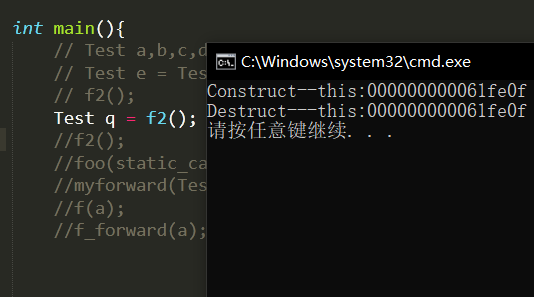 int main(){
// Test a,b,c,d
// Test e = Tes
// f2();
Test q = f2();
//f2();
//foo(static_ca
//myforward(Tes
//f(a);
//f_forward(a);
C:\Windows\system32\cmd.exe
Construct---this:000000000061fe0f
Destruct---this:000000000061fe0f
请按任意键继续. . .